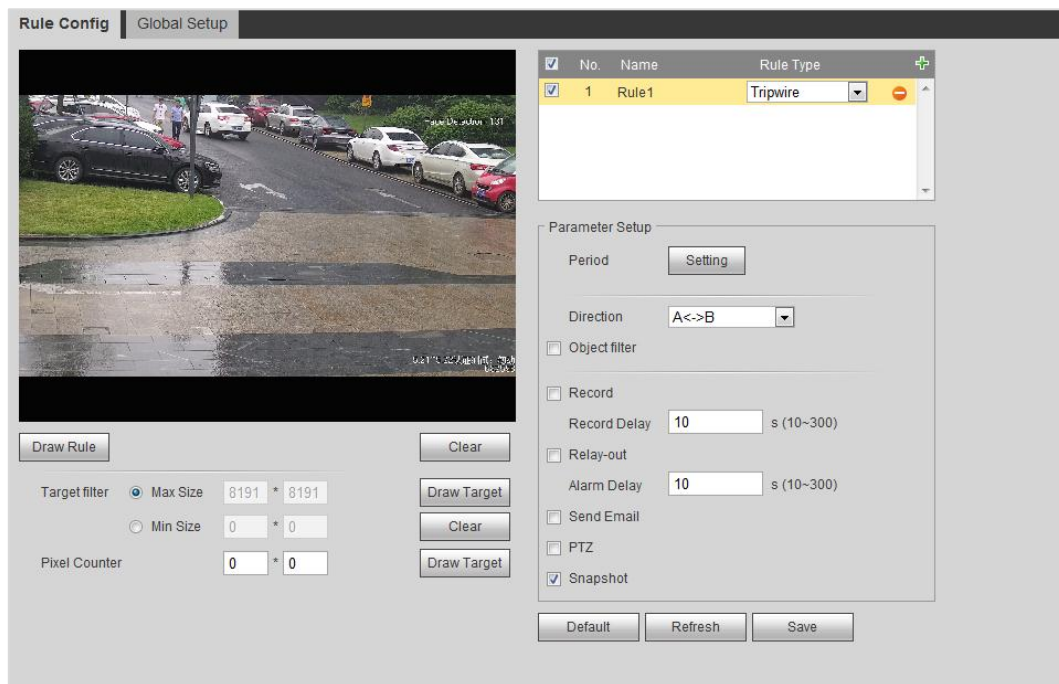 Rule Config Global Setup
No. Name Rule Type
1 Rule1 Tripwire
Parameter Setup
Period Setting
Direction A<->B
Object filter
Record
Record Delay 10 s (10~300)
Relay-out
Alarm Delay 10 s (10~300)
Send Email
PTZ
Snapshot
Default Refresh Save
Draw Rule Clear
Target filter Max Size 8191 * 8191 Draw Target
Min Size 0 * 0 Clear
Pixel Counter 0 * 0 Draw Target